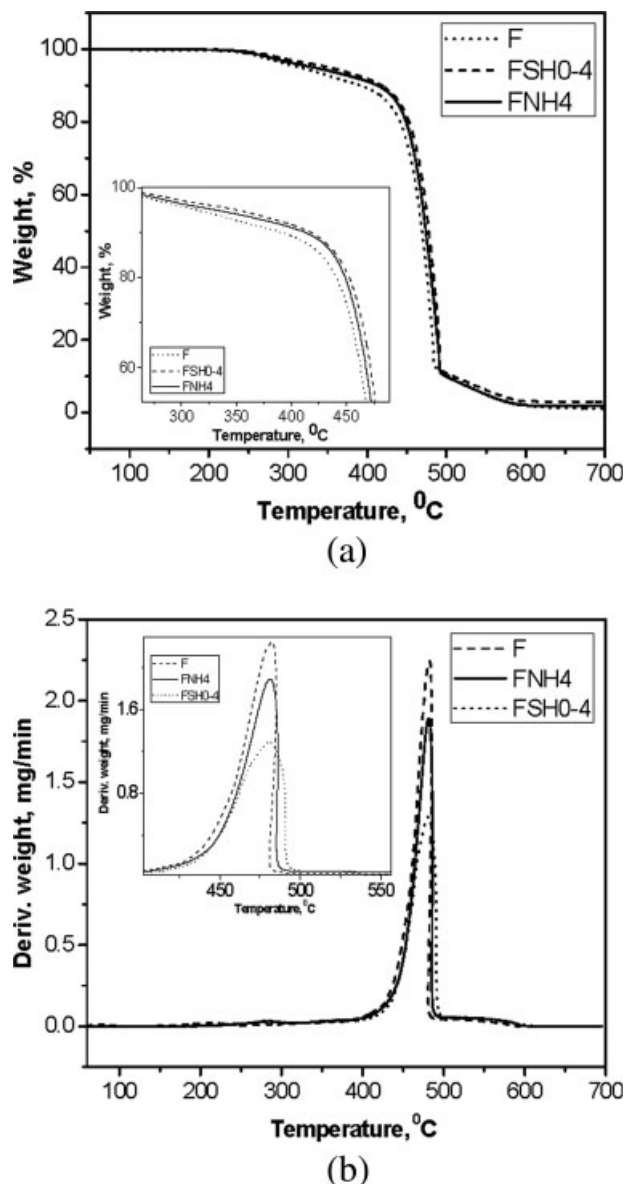 100
80
60
40
20
0
Weight, %
F
FSH0-4
FNH4
100
80
60
Weight, %
F
FSH0-4
FNH4
300 350 400 450
Temperature, ⁰C
100 200 300 400 500 600 700
Temperature, ⁰C
(a)
2.5
2.0
1.5
1.0
0.5
0.0
Deriv. weight, mg/min
F
FNH4
FSH0-4
1.6
0.8
Deriv. weight, mg/min
F
FNH4
FSH0-4
450 500 550
Temperature,⁰C
100 200 300 400 500 600 700
Temperature,⁰C
(b)